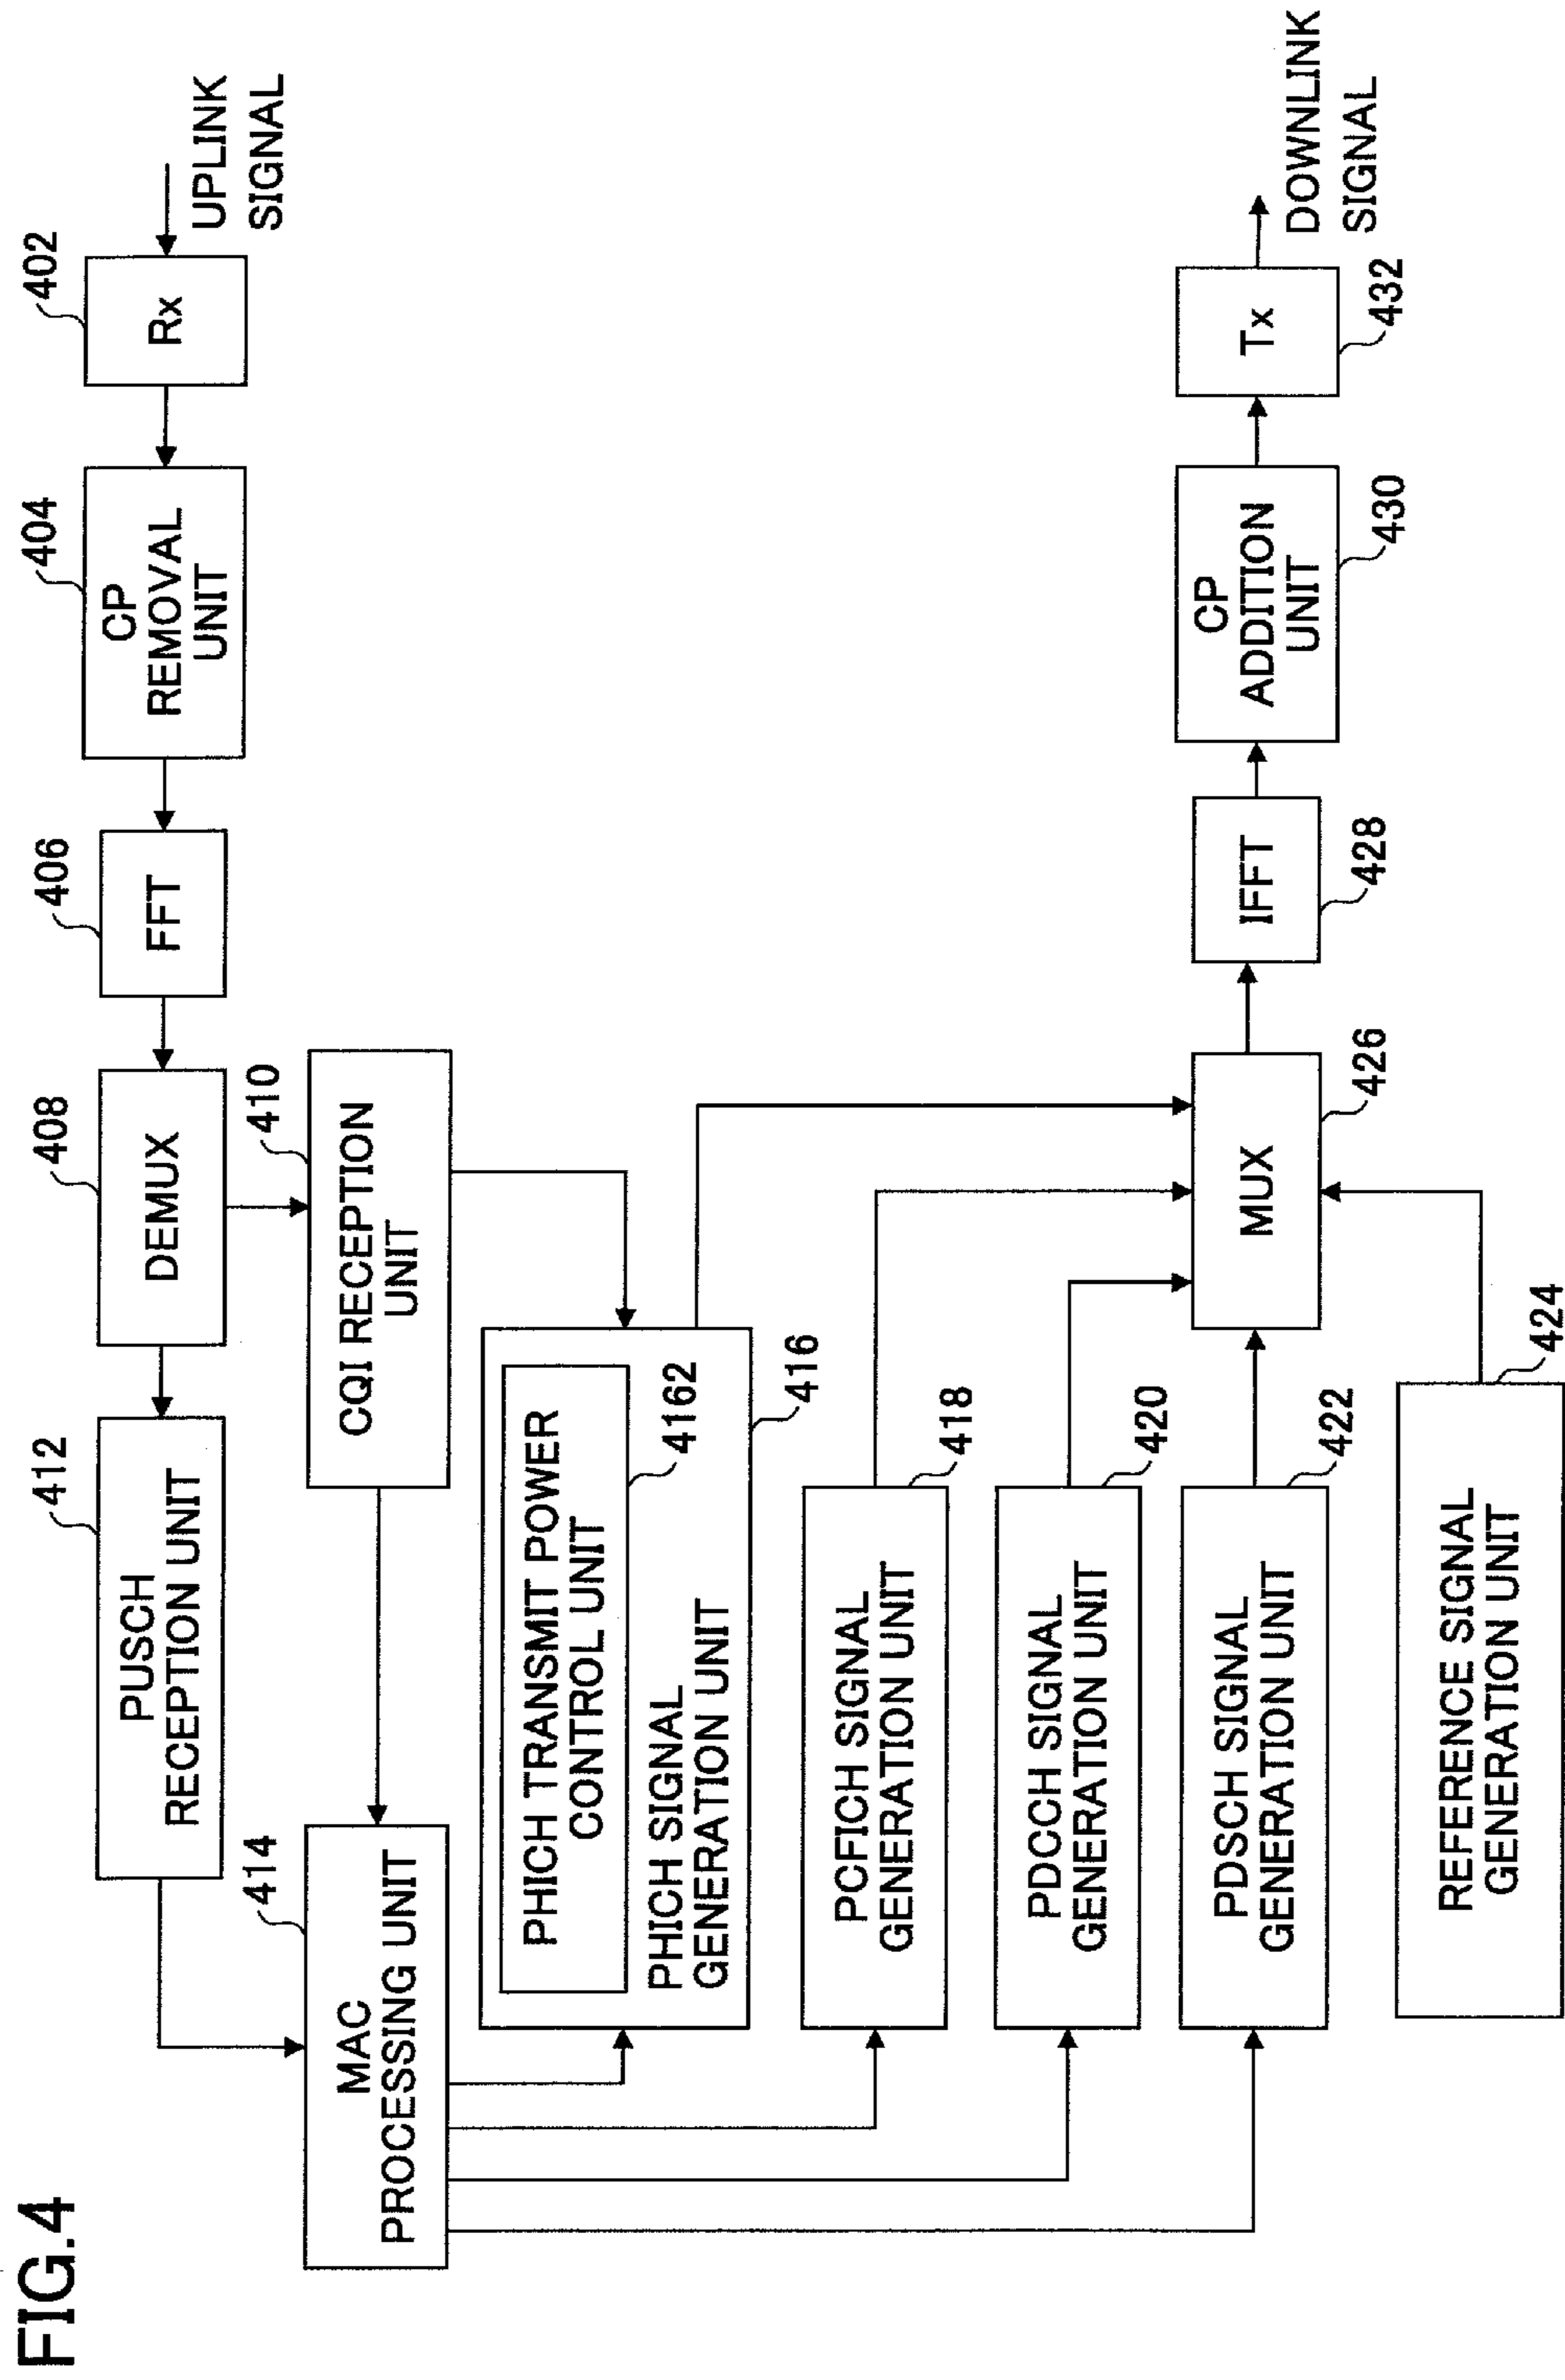 FIG.4
UPLINK
SIGNAL
402
Rx
404
CP
REMOVAL
UNIT
406
FFT
408
DEMUX
412
PUSCH
RECEPTION UNIT
410
CQI RECEPTION
UNIT
414
MAC
PROCESSING UNIT
PHICH TRANSMIT POWER
CONTROL UNIT
4162
PHICH SIGNAL
GENERATION UNIT
416
PCFICH SIGNAL
GENERATION UNIT
418
PDCCH SIGNAL
GENERATION UNIT
420
PDSCH SIGNAL
GENERATION UNIT
422
REFERENCE SIGNAL
GENERATION UNIT
424
MUX
426
IFFT
428
CP
ADDITION
UNIT
430
Tx
432
DOWNLINK
SIGNAL